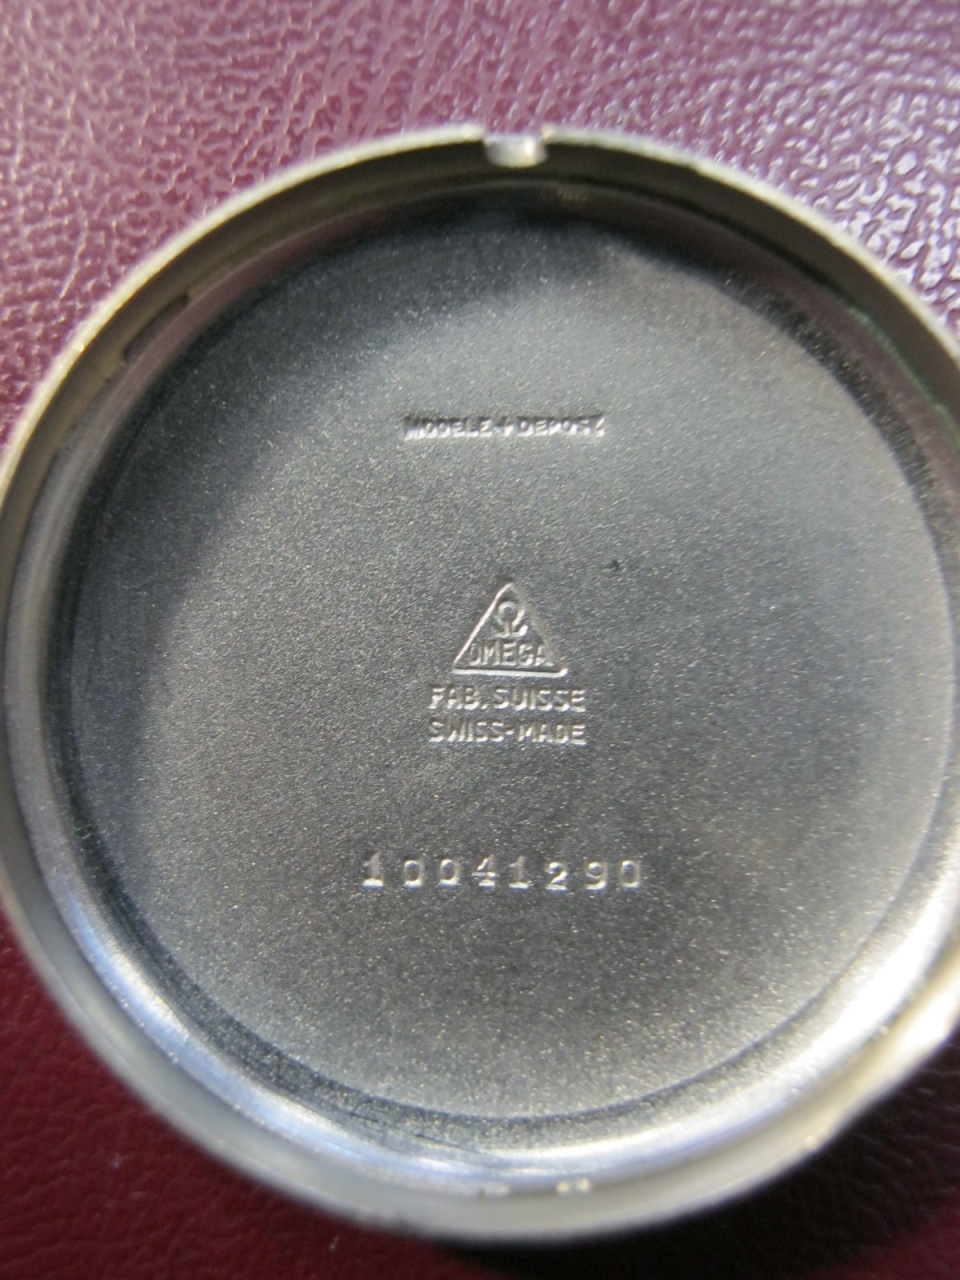 MODELE + DEPOSE
Ω
OMEGA
FAB. SUISSE
SWISS-MADE
10041290